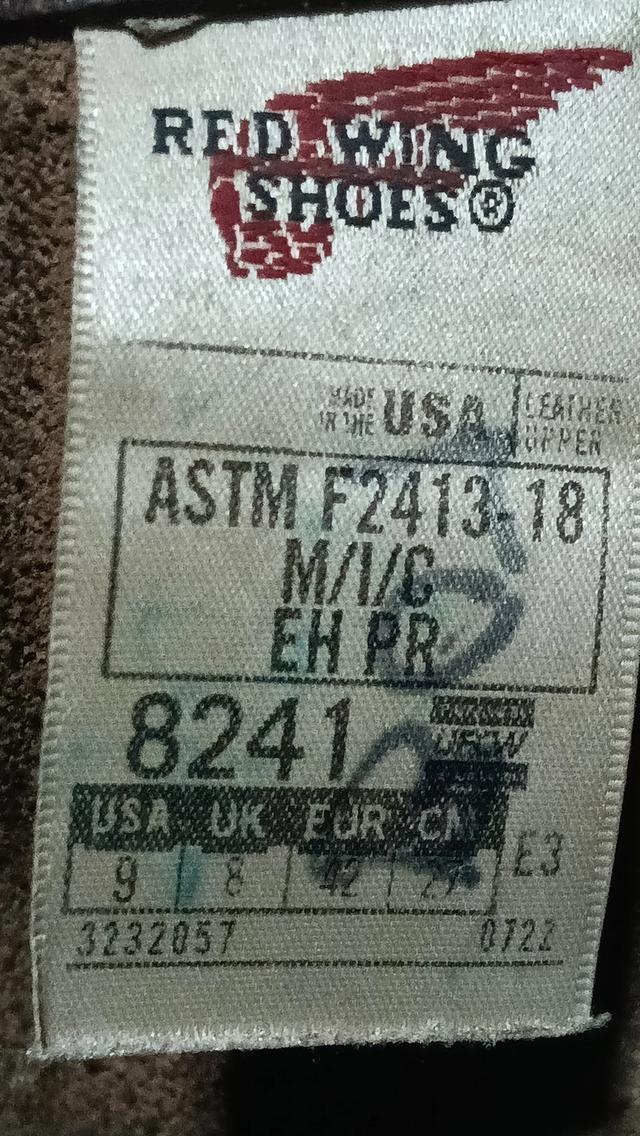 RED WING
SHOES®
MADE IN THE USA
LEATHER UPPER
ASTM F2413-18
M/I/C
EH PR
8241
USA UK EUR CM
9 8 42 27
E3
3232057 0722